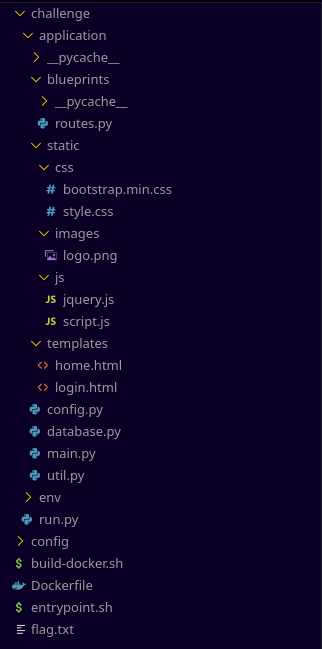 challenge
application
__pycache__
blueprints
__pycache__
routes.py
static
css
# bootstrap.min.css
# style.css
images
logo.png
js
JS jquery.js
JS script.js
templates
<> home.html
<> login.html
config.py
database.py
main.py
util.py
env
run.py
config
$ build-docker.sh
Dockerfile
$ entrypoint.sh
flag.txt